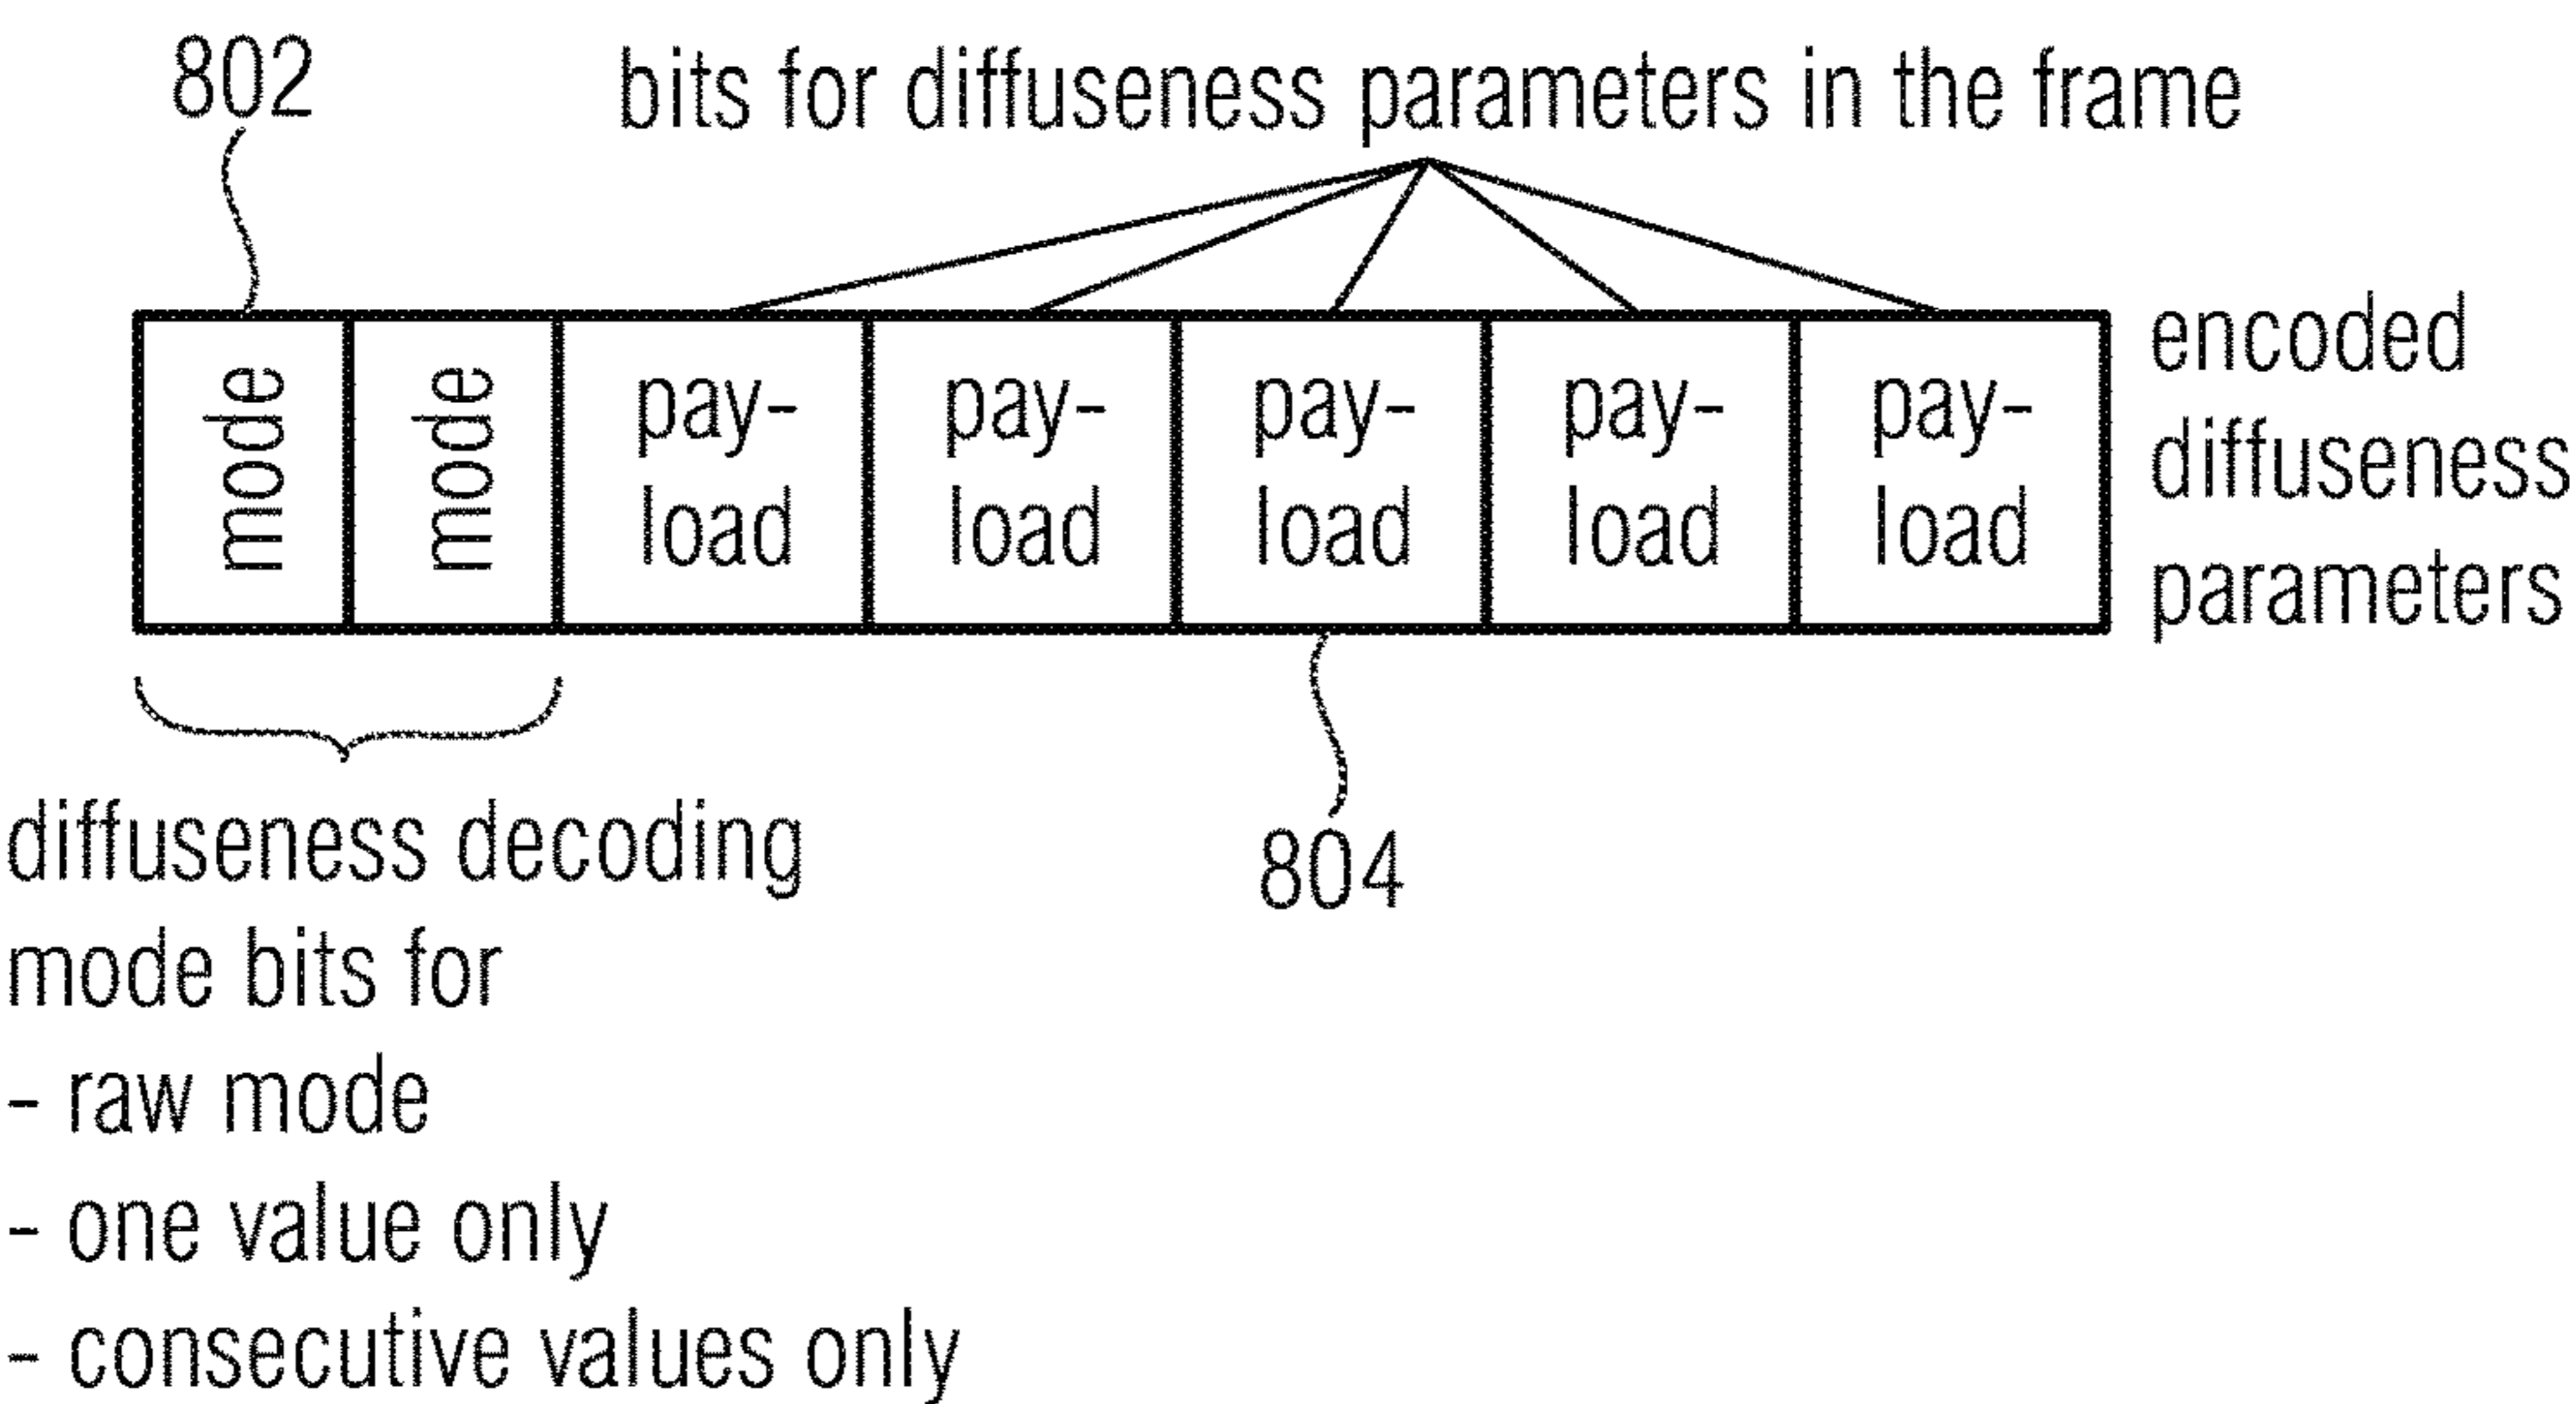 802
bits for diffuseness parameters in the frame
mode
mode
pay-
load
pay-
load
pay-
load
pay-
load
pay-
load
encoded
diffuseness
parameters
diffuseness decoding
mode bits for
- raw mode
- one value only
- consecutive values only
804